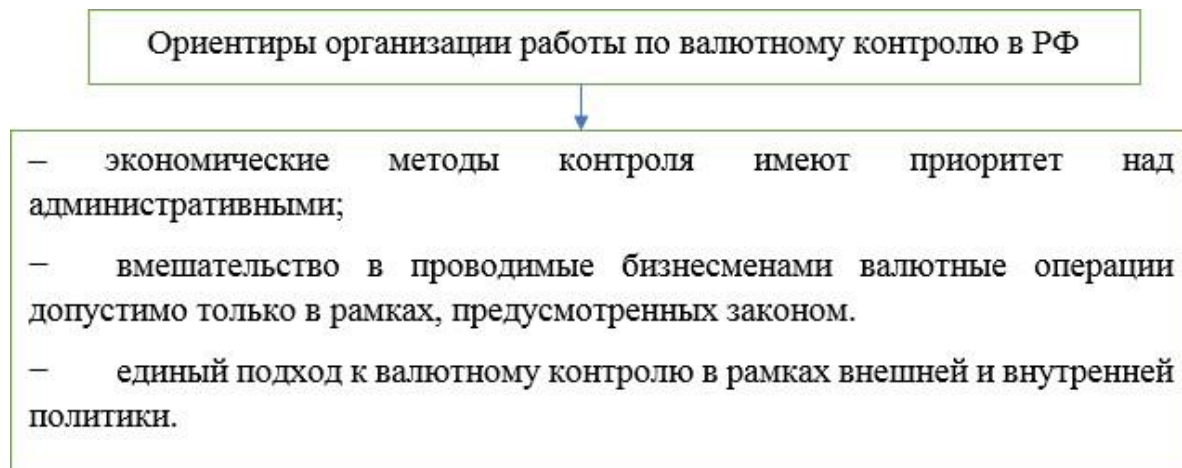 Ориентиры организации работы по валютному контролю в РФ
– экономические методы контроля имеют приоритет над
административными;
– вмешательство в проводимые бизнесменами валютные операции
допустимо только в рамках, предусмотренных законом.
– единый подход к валютному контролю в рамках внешней и внутренней
политики.